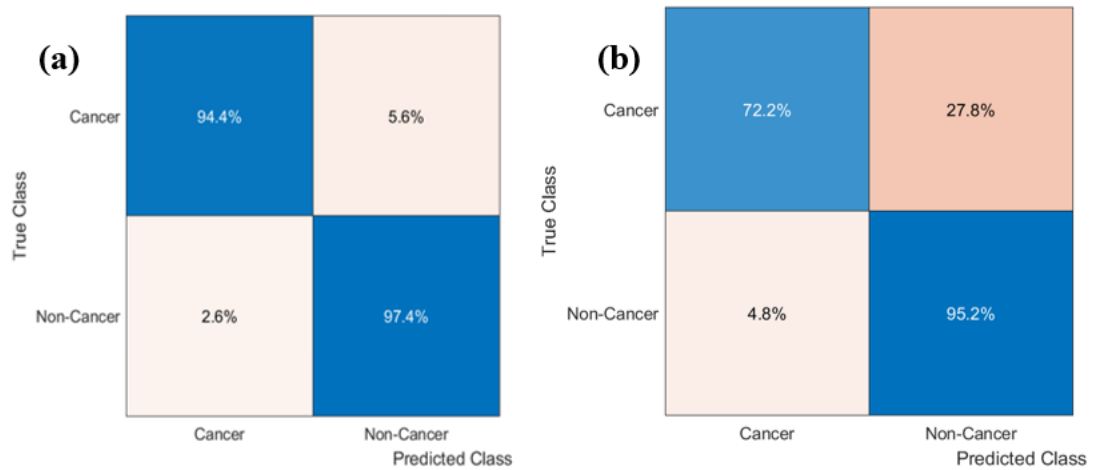 (a)
True Class
Cancer
94.4%
5.6%
Non-Cancer
2.6%
97.4%
Cancer
Non-Cancer
Predicted Class
(b)
True Class
Cancer
72.2%
27.8%
Non-Cancer
4.8%
95.2%
Cancer
Non-Cancer
Predicted Class